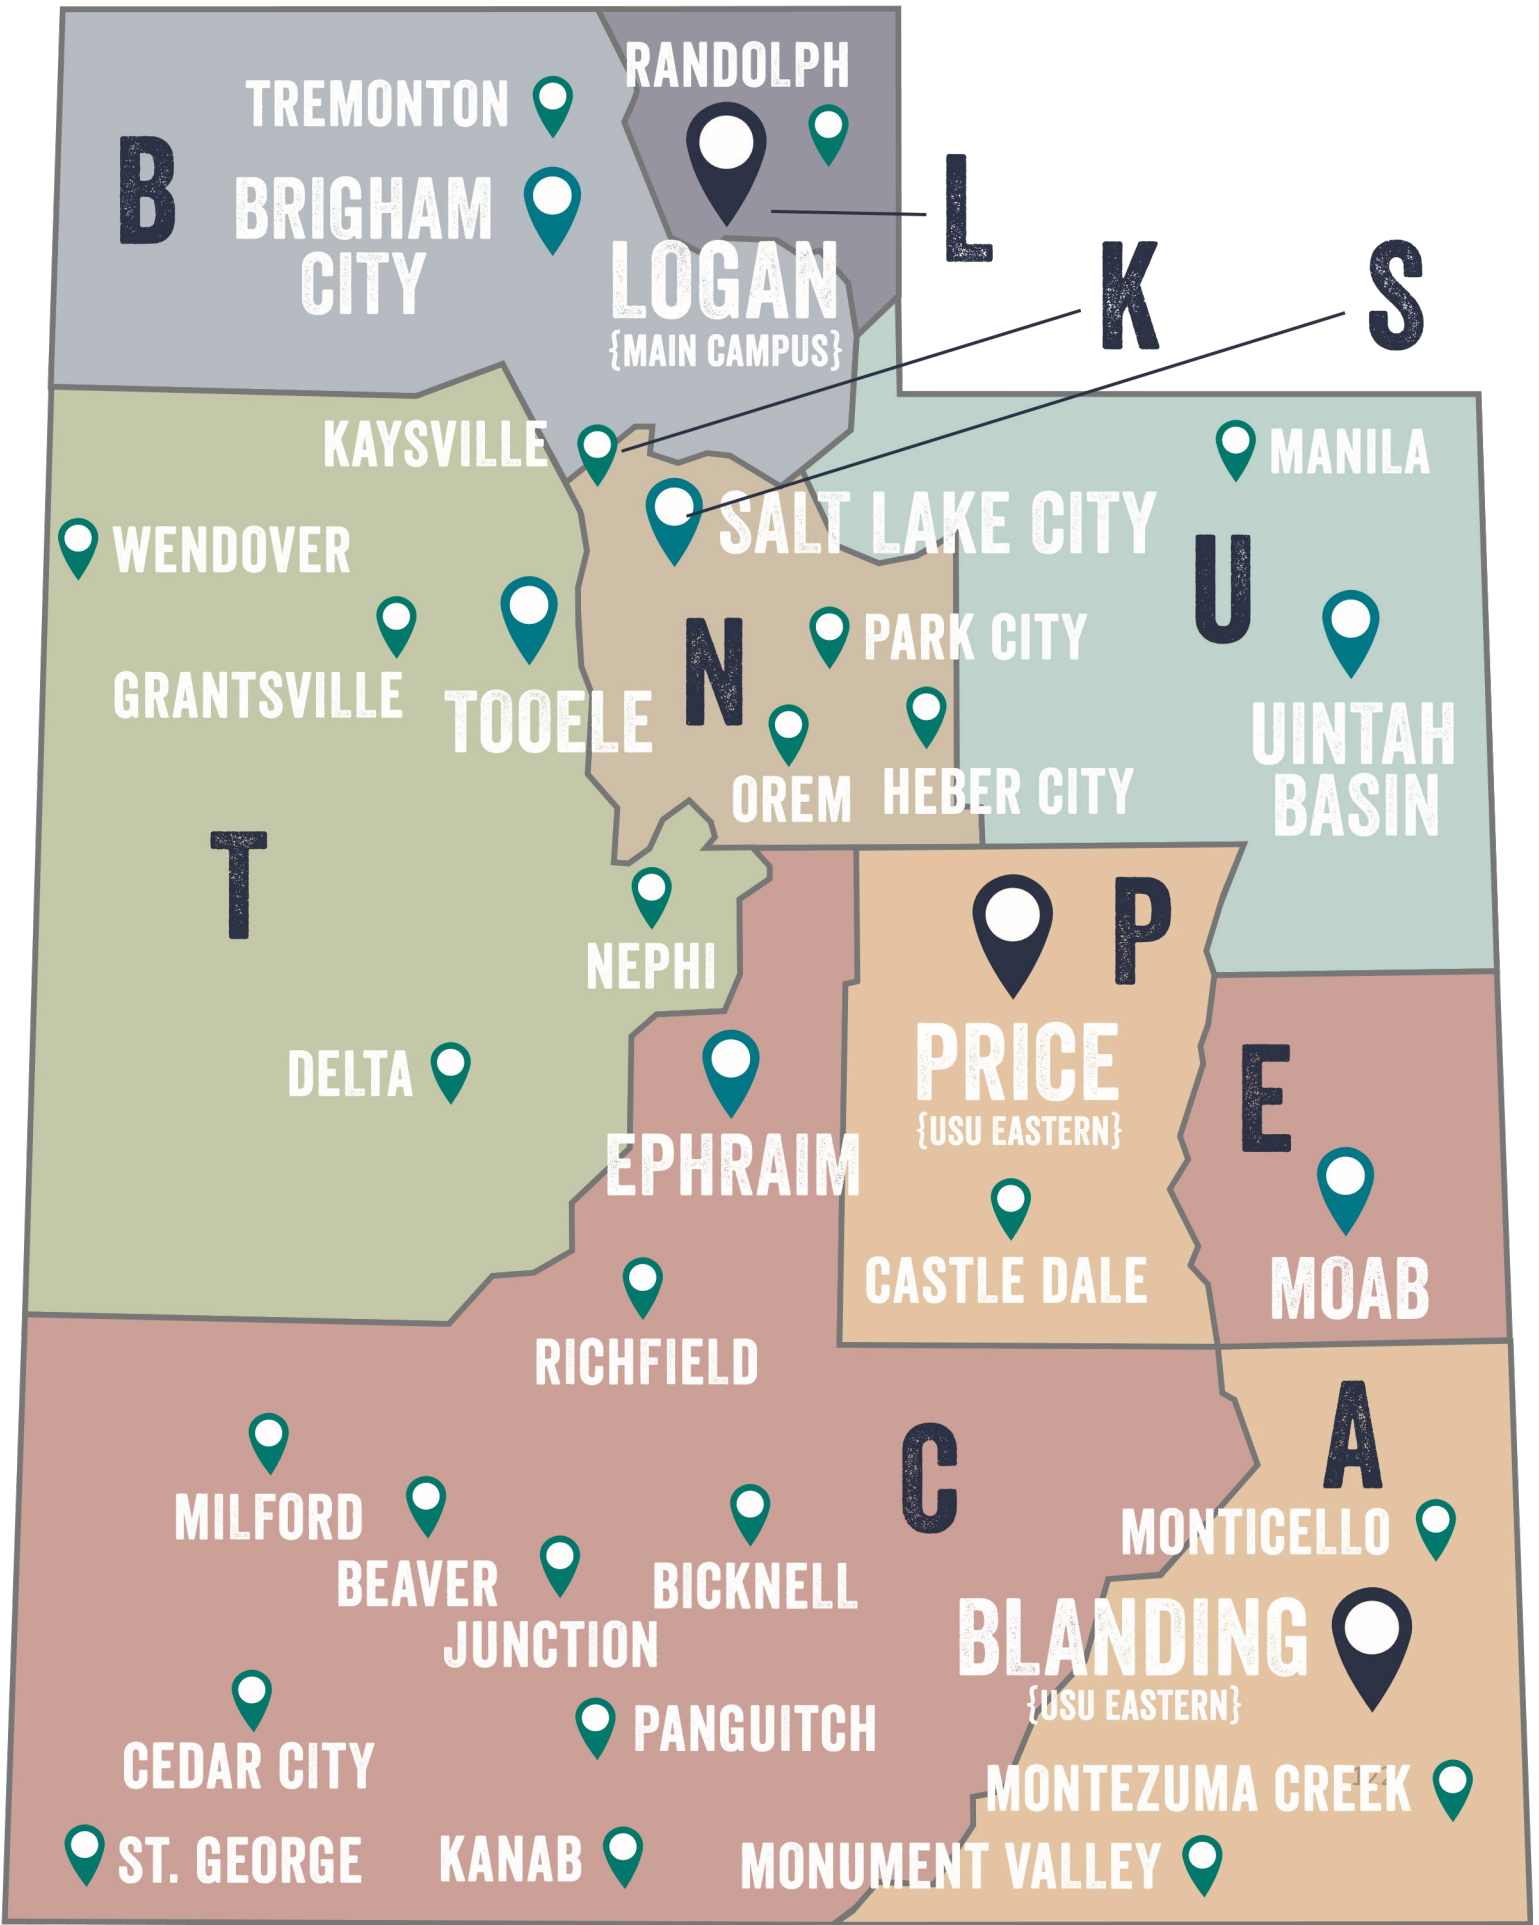 RANDOLPH
TREMONTON
B
BRIGHAM
CITY
L
LOGAN
{MAIN CAMPUS}
K
S
KAYSVILLE
MANILA
SALT LAKE CITY
WENDOVER
U
N
PARK CITY
GRANTSVILLE
TOOELE
UINTAH
BASIN
OREM
HEBER CITY
T
P
NEPHI
PRICE
{USU EASTERN}
DELTA
E
EPHRAIM
CASTLE DALE
MOAB
RICHFIELD
C
A
MILFORD
MONTICELLO
BEAVER
BICKNELL
JUNCTION
BLANDING
{USU EASTERN}
PANGUITCH
CEDAR CITY
MONTEZUMA CREEK
ST. GEORGE
KANAB
MONUMENT VALLEY